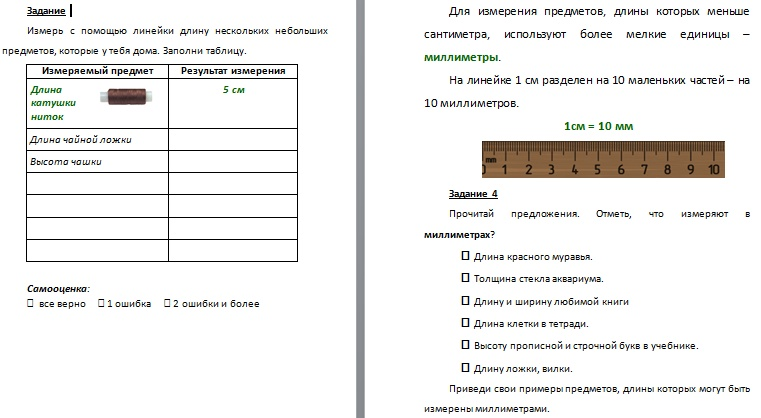 Задание
Измерь с помощью линейки длину нескольких небольших
предметов, которые у тебя дома. Заполни таблицу.
Измеряемый предмет Результат измерения
Длина катушки ниток 5 см
Длина чайной ложки
Высота чашки
Самооценка:
все верно 1 ошибка 2 ошибки и более
Для измерения предметов, длины которых меньше
сантиметра, используют более мелкие единицы –
миллиметры.
На линейке 1 см разделен на 10 маленьких частей – на
10 миллиметров.
1см = 10 мм
mm
0 1 2 3 4 5 6 7 8 9 10
Задание 4
Прочитай предложения. Отметь, что измеряют в
миллиметрах?
Длина красного муравья.
Толщина стекла аквариума.
Длину и ширину любимой книги
Длина клетки в тетради.
Высоту прописной и строчной букв в учебнике.
Длину ложки, вилки.
Приведи свои примеры предметов, длины которых могут быть
измерены миллиметрами.